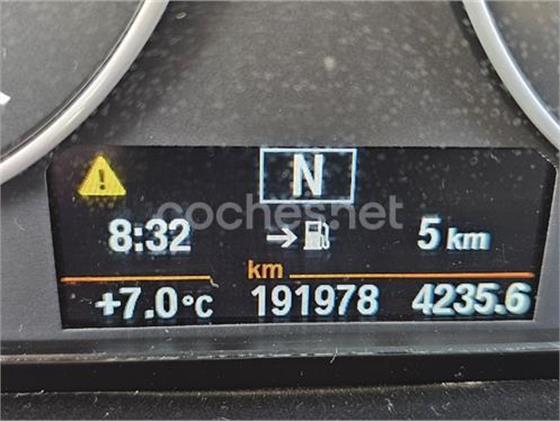 N
coches.net
8:32 → 5 km
km
+7.0°C 191978 4235.6